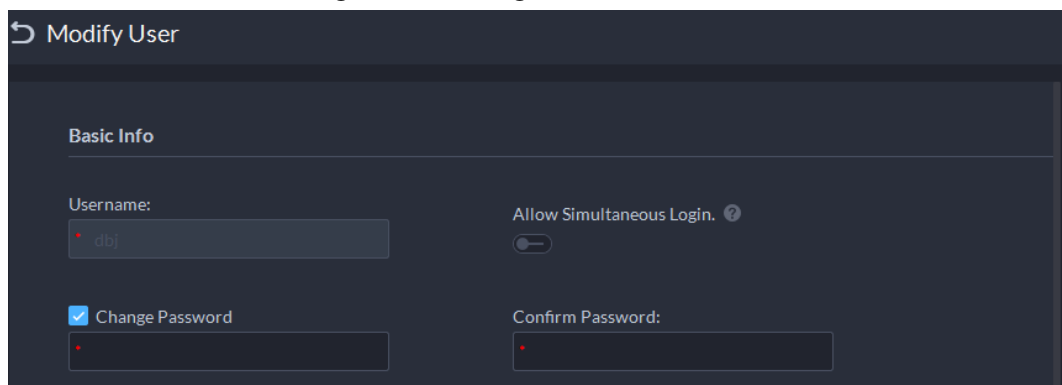 Modify User
Basic Info
Username:
Allow Simultaneous Login. ?
* dbj
Change Password
Confirm Password:
*
*